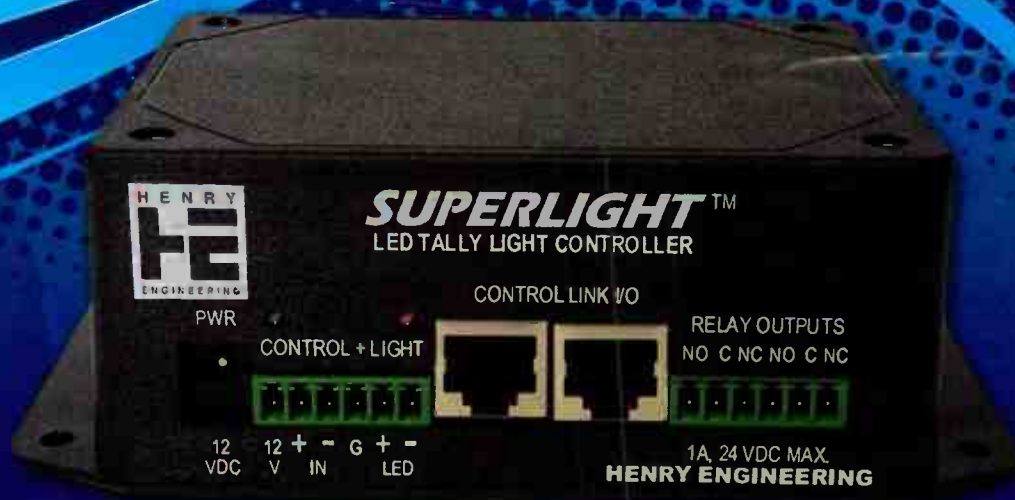 HENRY
ENGINEERING
SUPERLIGHT™
LED TALLY LIGHT CONTROLLER
CONTROL LINK I/O
PWR
CONTROL + LIGHT
RELAY OUTPUTS
NO C NC NO C NC
12 VDC
12 V + - IN G + - LED
1A, 24 VDC MAX.
HENRY ENGINEERING